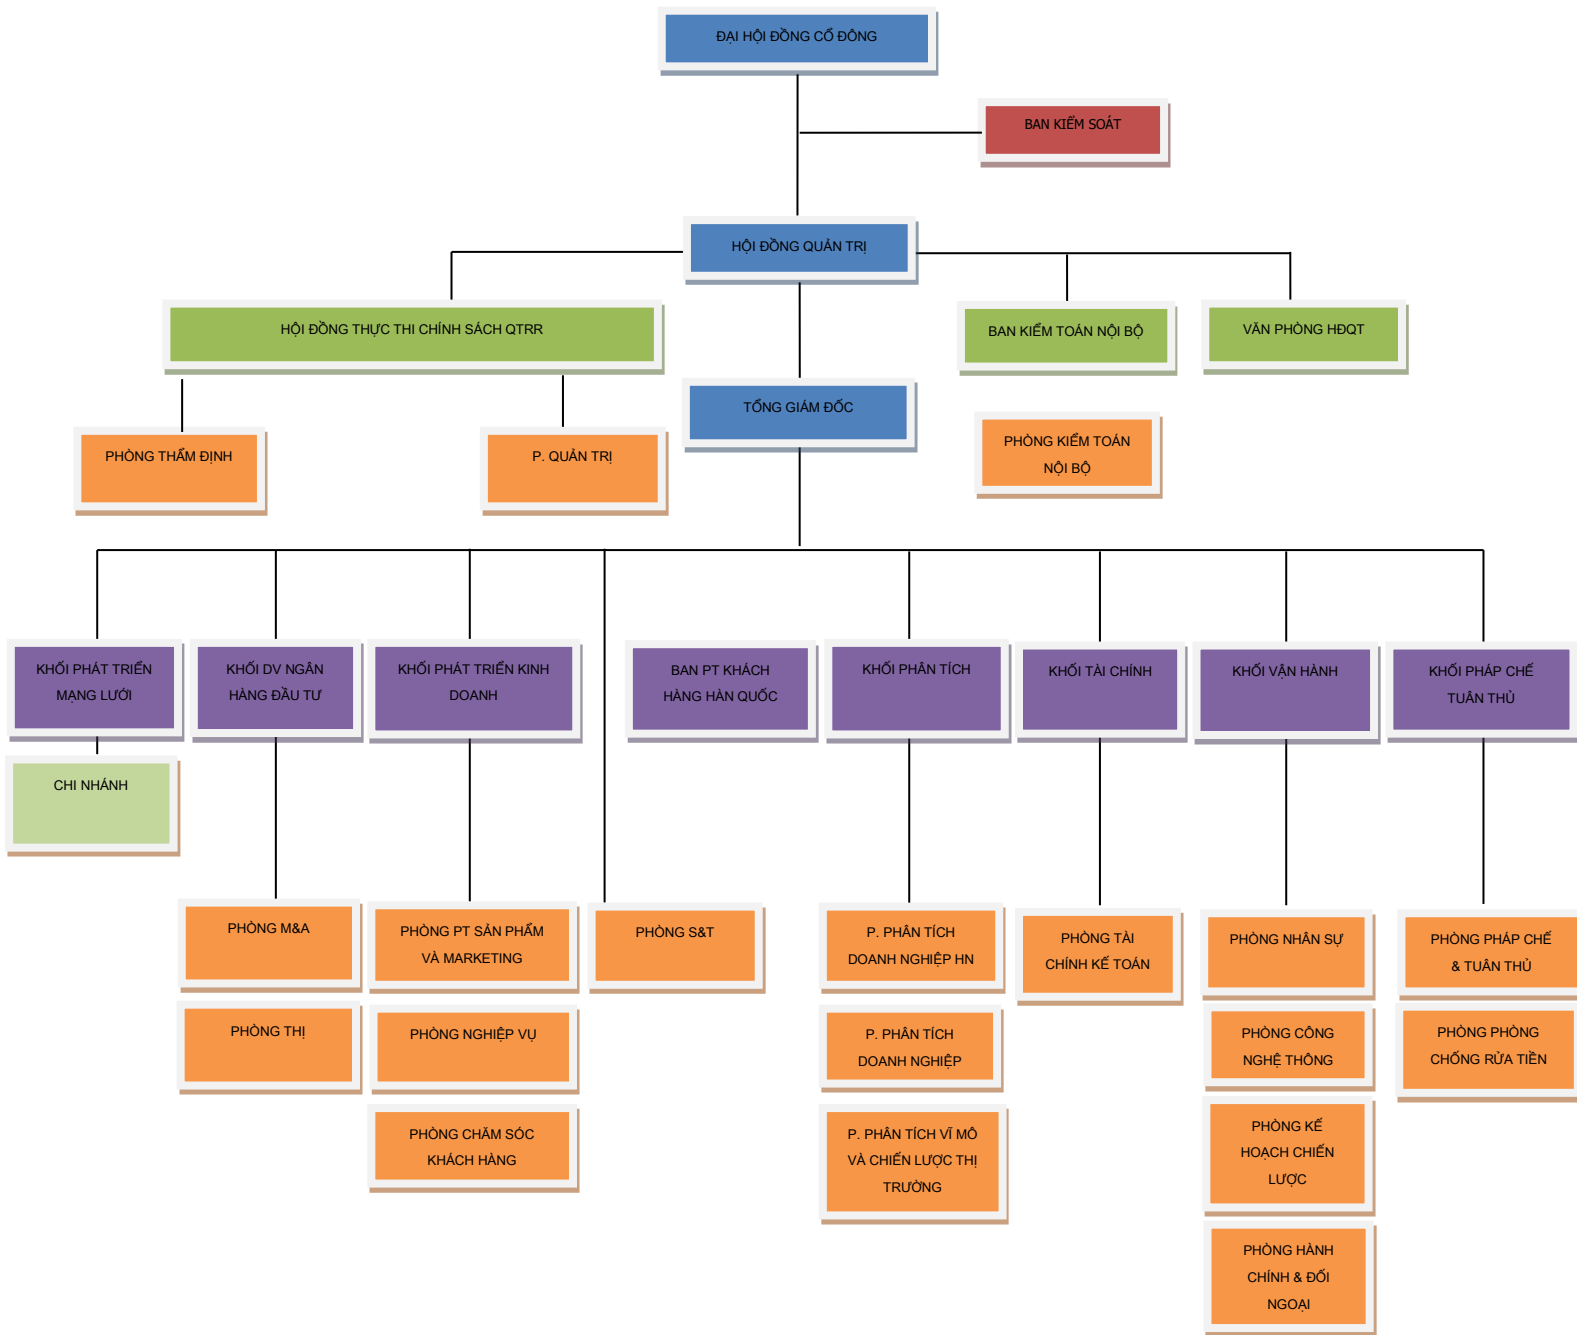 ĐẠI HỘI ĐỒNG CỔ ĐÔNG
BAN KIỂM SOÁT
HỘI ĐỒNG QUẢN TRỊ
HỘI ĐỒNG THỰC THI CHÍNH SÁCH QTRR
BAN KIỂM TOÁN NỘI BỘ
VĂN PHÒNG HĐQT
TỔNG GIÁM ĐỐC
PHÒNG THẨM ĐỊNH
P. QUẢN TRỊ
PHÒNG KIỂM TOÁN
NỘI BỘ
KHỐI PHÁT TRIỂN
MẠNG LƯỚI
KHỐI DV NGÂN
HÀNG ĐẦU TƯ
KHỐI PHÁT TRIỂN KINH
DOANH
BAN PT KHÁCH
HÀNG HÀN QUỐC
KHỐI PHÂN TÍCH
KHỐI TÀI CHÍNH
KHỐI VẬN HÀNH
KHỐI PHÁP CHẾ
TUÂN THỦ
CHI NHÁNH
PHÒNG M&A
PHÒNG PT SẢN PHẨM
VÀ MARKETING
PHÒNG S&T
P. PHÂN TÍCH
DOANH NGHIỆP HN
PHÒNG TÀI
CHÍNH KẾ TOÁN
PHÒNG NHÂN SỰ
PHÒNG PHÁP CHẾ
& TUÂN THỦ
PHÒNG THỊ
PHÒNG NGHIỆP VỤ
P. PHÂN TÍCH
DOANH NGHIỆP
PHÒNG CÔNG
NGHỆ THÔNG
PHÒNG PHÒNG
CHỐNG RỬA TIỀN
PHÒNG CHĂM SÓC
KHÁCH HÀNG
P. PHÂN TÍCH VĨ MÔ
VÀ CHIẾN LƯỢC THỊ
TRƯỜNG
PHÒNG KẾ
HOẠCH CHIẾN
LƯỢC
PHÒNG HÀNH
CHÍNH & ĐỐI
NGOẠI